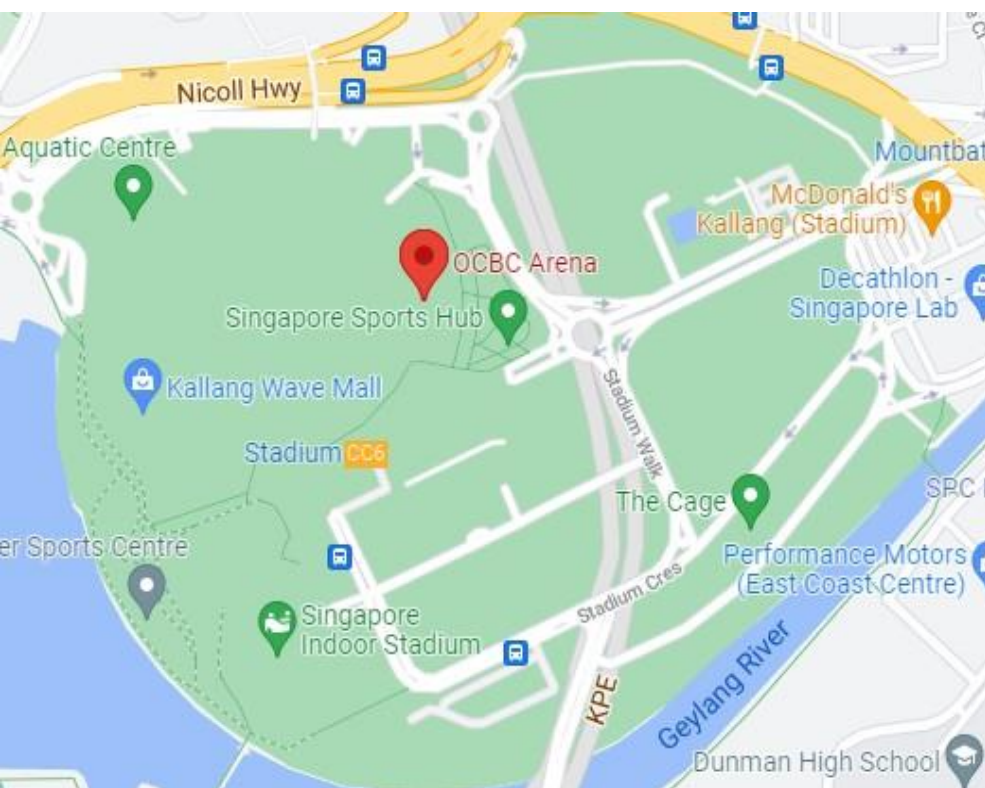 Nicoll Hwy
Aquatic Centre
Mountbat
McDonald's
Kallang (Stadium)
OCBC Arena
Decathlon -
Singapore Lab
Singapore Sports Hub
Kallang Wave Mall
Stadium Walk
Stadium CC6
The Cage
SPC
er Sports Centre
Performance Motors
(East Coast Centre)
Stadium Cres
Singapore
Indoor Stadium
Geylang River
KPE
Dunman High School